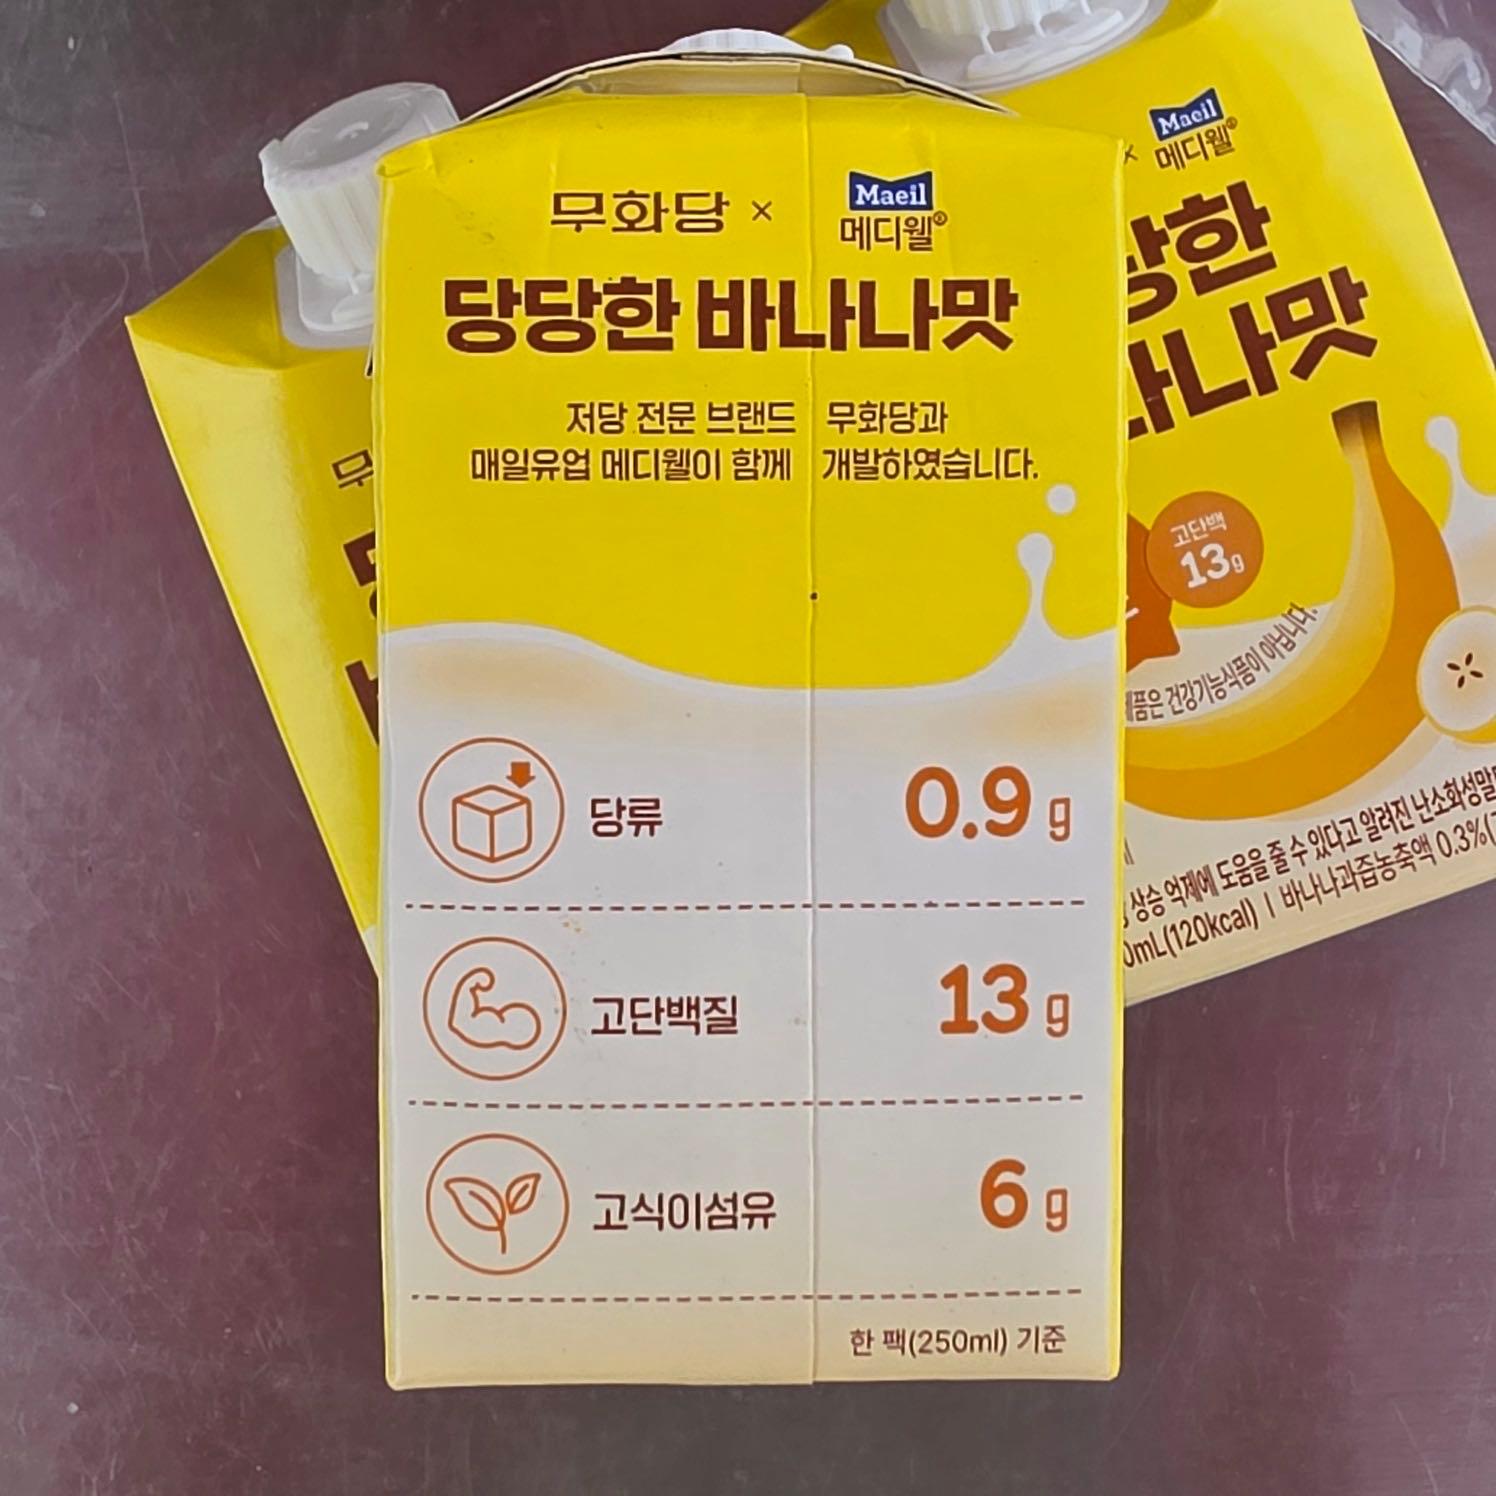 무화당 ×
Maeil
메디웰®
당당한 바나나맛
저당 전문 브랜드 무화당과
매일유업 메디웰이 함께 개발하였습니다.
당류 0.9 g
고단백질 13 g
고식이섬유 6 g
한 팩(250ml) 기준
무
×
Maeil
메디웰®
당한
나나맛
고단백
13g
제품은 건강기능식품이 아닙니다.
상승 억제에 도움을 줄 수 있다고 알려진 난소화성말
0mL(120kcal) | 바나나과즙농축액 0.3%